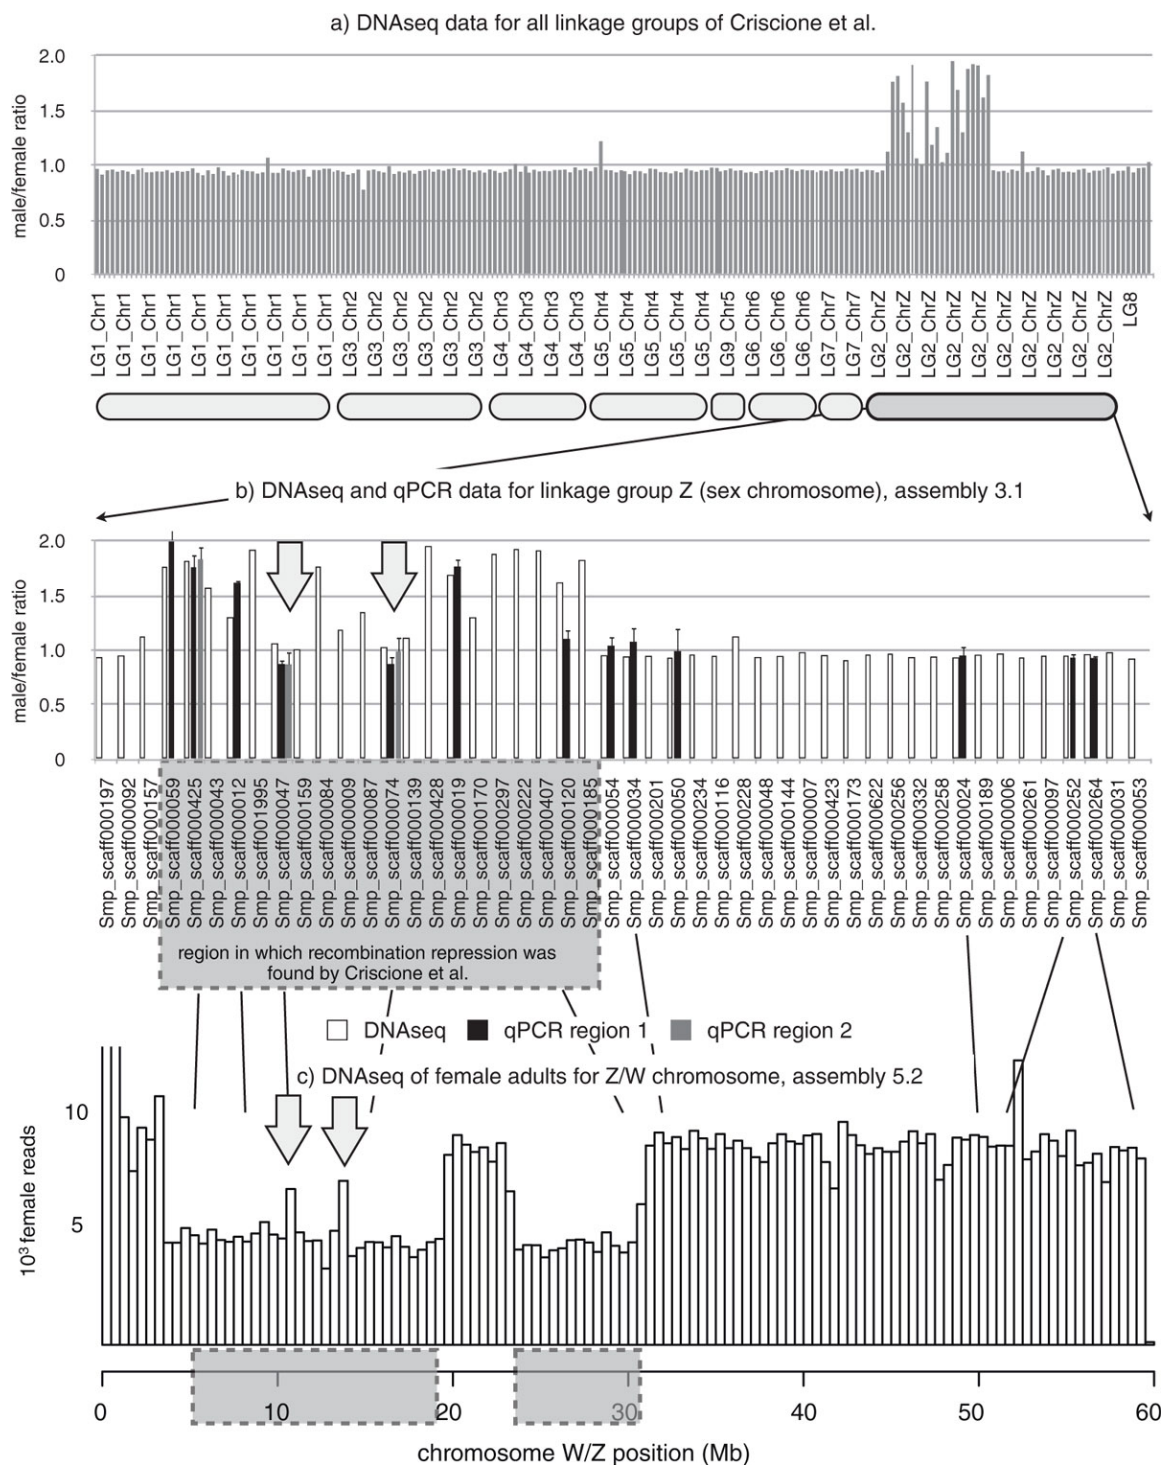 a) DNAseq data for all linkage groups of Criscione et al.
male/female ratio
2.0
1.5
1.0
0.5
0
LG1_Chr1
LG1_Chr1
LG1_Chr1
LG1_Chr1
LG1_Chr1
LG1_Chr1
LG1_Chr1
LG1_Chr1
LG1_Chr1
LG1_Chr1
LG3_Chr2
LG3_Chr2
LG3_Chr2
LG3_Chr2
LG3_Chr2
LG3_Chr2
LG4_Chr3
LG4_Chr3
LG4_Chr3
LG4_Chr3
LG5_Chr4
LG5_Chr4
LG5_Chr4
LG5_Chr4
LG5_Chr4
LG9_Chr5
LG6_Chr6
LG6_Chr6
LG6_Chr6
LG7_Chr7
LG7_Chr7
LG2_ChrZ
LG2_ChrZ
LG2_ChrZ
LG2_ChrZ
LG2_ChrZ
LG2_ChrZ
LG2_ChrZ
LG2_ChrZ
LG2_ChrZ
LG2_ChrZ
LG8
b) DNAseq and qPCR data for linkage group Z (sex chromosome), assembly 3.1
male/female ratio
2.0
1.5
1.0
0.5
0
Smp_scaff000197
Smp_scaff000092
Smp_scaff000157
Smp_scaff000059
Smp_scaff000425
Smp_scaff000043
Smp_scaff000012
Smp_scaff001995
Smp_scaff000047
Smp_scaff000159
Smp_scaff000084
Smp_scaff000009
Smp_scaff000087
Smp_scaff000074
Smp_scaff000139
Smp_scaff000428
Smp_scaff000019
Smp_scaff000170
Smp_scaff000297
Smp_scaff000222
Smp_scaff000407
Smp_scaff000120
Smp_scaff000185
Smp_scaff000054
Smp_scaff000034
Smp_scaff000201
Smp_scaff000050
Smp_scaff000234
Smp_scaff000116
Smp_scaff000228
Smp_scaff000048
Smp_scaff000144
Smp_scaff000007
Smp_scaff000423
Smp_scaff000173
Smp_scaff000622
Smp_scaff000256
Smp_scaff000332
Smp_scaff000258
Smp_scaff000024
Smp_scaff000189
Smp_scaff000006
Smp_scaff000261
Smp_scaff000097
Smp_scaff000252
Smp_scaff000264
Smp_scaff000031
Smp_scaff000053
region in which recombination repression was
found by Criscione et al.
DNAseq
qPCR region 1
qPCR region 2
c) DNAseq of female adults for Z/W chromosome, assembly 5.2
10³ female reads
10
5
0
10
20
30
40
50
60
chromosome W/Z position (Mb)